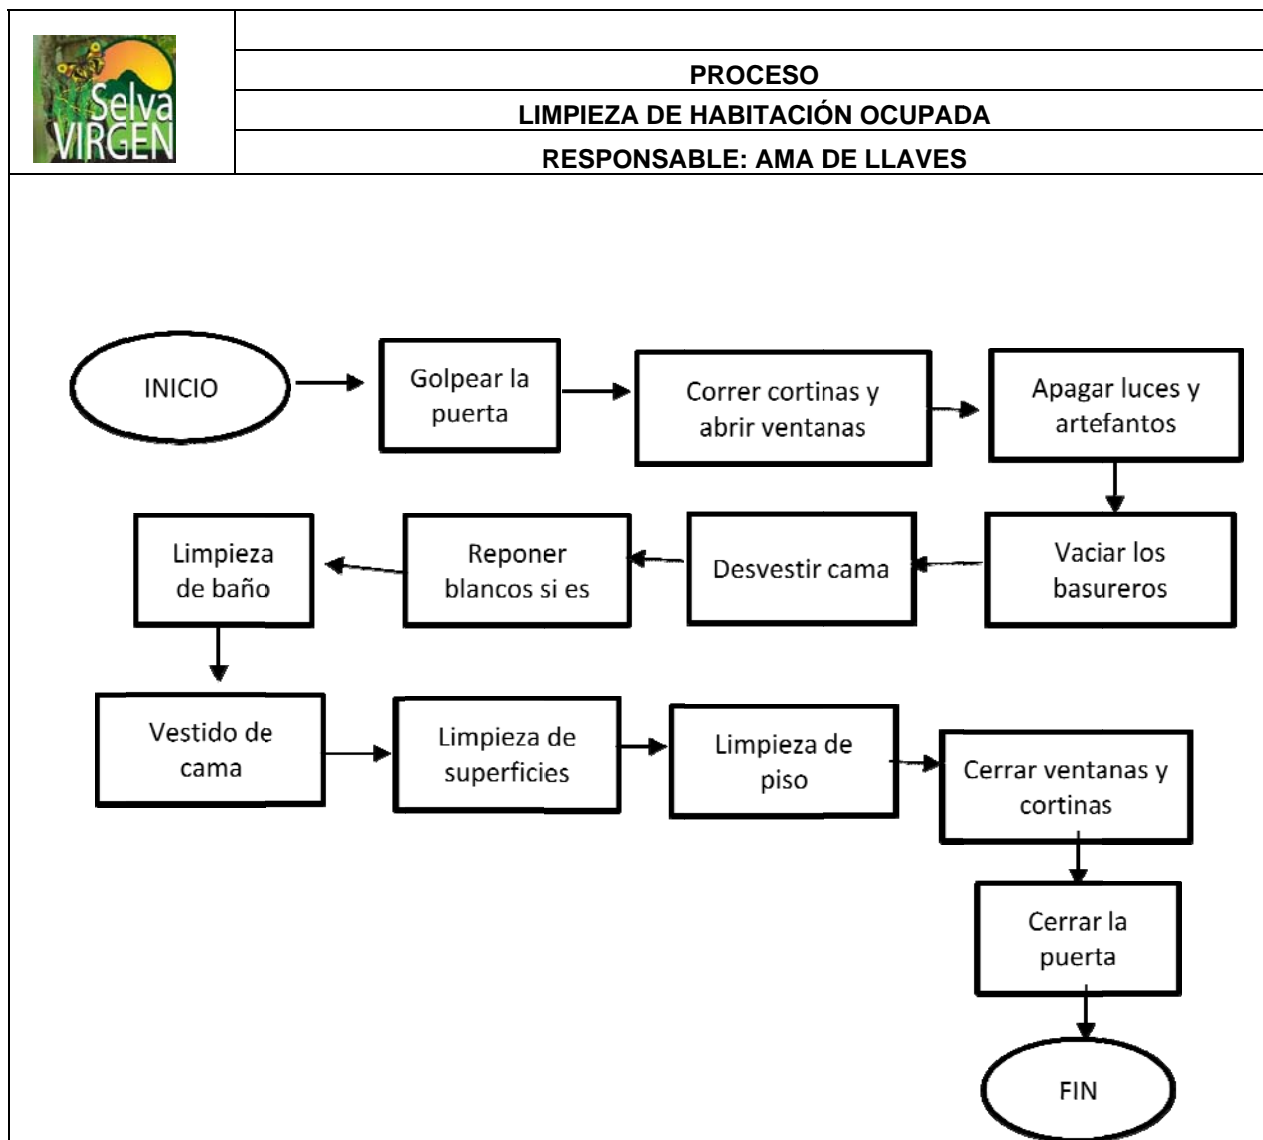 Selva
VIRGEN
PROCESO
LIMPIEZA DE HABITACIÓN OCUPADA
RESPONSABLE: AMA DE LLAVES
INICIO
Golpear la
puerta
Correr cortinas y
abrir ventanas
Apagar luces y
artefantos
Vaciar los
basureros
Desvestir cama
Reponer
blancos si es
Limpieza
de baño
Vestido de
cama
Limpieza de
superficies
Limpieza de
piso
Cerrar ventanas y
cortinas
Cerrar la
puerta
FIN